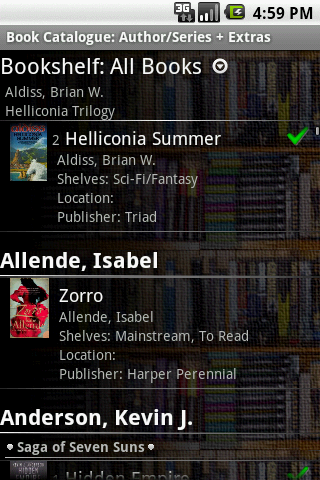 3G
4:59 PM
Book Catalogue: Author/Series + Extras
Bookshelf: All Books
Aldiss, Brian W.
Helliconia Trilogy
2 Helliconia Summer
Aldiss, Brian W.
Shelves: Sci-Fi/Fantasy
Location:
Publisher: Triad
Allende, Isabel
Zorro
Allende, Isabel
Shelves: Mainstream, To Read
Location:
Publisher: Harper Perennial
Anderson, Kevin J.
Saga of Seven Suns
4 Hidden Empire